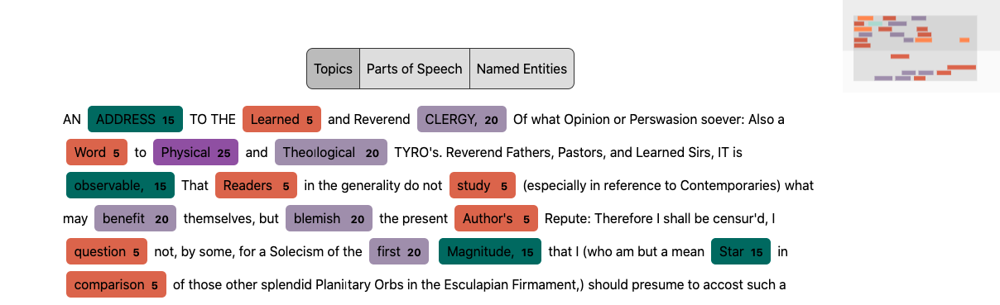 Topics Parts of Speech Named Entities
AN ADDRESS 15 TO THE Learned 5 and Reverend CLERGY, 20 Of what Opinion or Perswasion soever: Also a
Word 5 to Physical 25 and Theological 20 TYRO's. Reverend Fathers, Pastors, and Learned Sirs, IT is
observable, 15 That Readers 5 in the generality do not study 5 (especially in reference to Contemporaries) what
may benefit 20 themselves, but blemish 20 the present Author's 5 Repute: Therefore I shall be censur'd, I
question 5 not, by some, for a Solecism of the first 20 Magnitude, 15 that I (who am but a mean Star 15 in
comparison 5 of those other splendid Planitary Orbs in the Esculapian Firmament,) should presume to accost such a